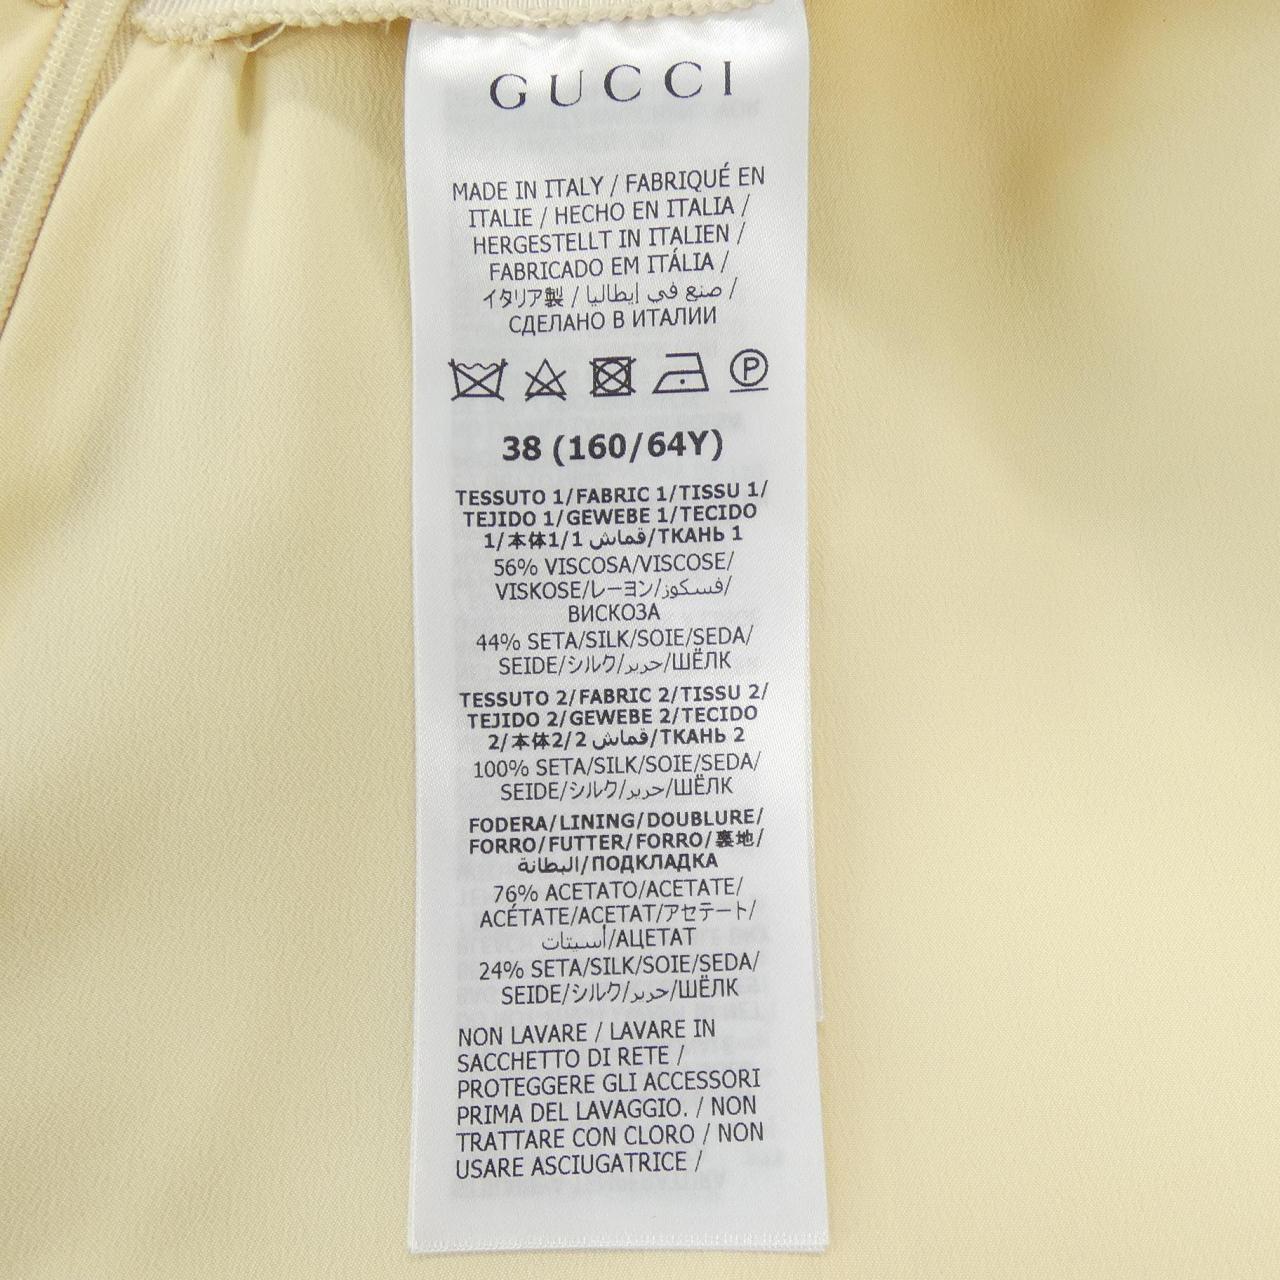 GUCCI
MADE IN ITALY / FABRIQUÉ EN
ITALIE / HECHO EN ITALIA /
HERGESTELLT IN ITALIEN /
FABRICADO EM ITÁLIA /
イタリア製 / صنع في إيطاليا /
СДЕЛАНО В ИТАЛИИ
P
38 (160/64Y)
TESSUTO 1/FABRIC 1/TISSU 1/
TEJIDO 1/GEWEBE 1/TECIDO
1/本体1/1 قماش/ТКАНЬ 1
56% VISCOSA/VISCOSE/
VISKOSE/レーヨン/فسكوز/
ВИСКОЗА
44% SETA/SILK/SOIE/SEDA/
SEIDE/シルク/حرير/ШЁЛК
TESSUTO 2/FABRIC 2/TISSU 2/
TEJIDO 2/GEWEBE 2/TECIDO
2/本体2/2 قماش/ТКАНЬ 2
100% SETA/SILK/SOIE/SEDA/
SEIDE/シルク/حرير/ШЁЛК
FODERA/LINING/DOUBLURE/
FORRO/FUTTER/FORRO/裏地/
البطانة/ПОДКЛАДКА
76% ACETATO/ACETATE/
ACÉTATE/ACETAT/アセテート/
أسيتات/АЦЕТАТ
24% SETA/SILK/SOIE/SEDA/
SEIDE/シルク/حرير/ШЁЛК
NON LAVARE / LAVARE IN
SACCHETTO DI RETE /
PROTEGGERE GLI ACCESSORI
PRIMA DEL LAVAGGIO. / NON
TRATTARE CON CLORO / NON
USARE ASCIUGATRICE /